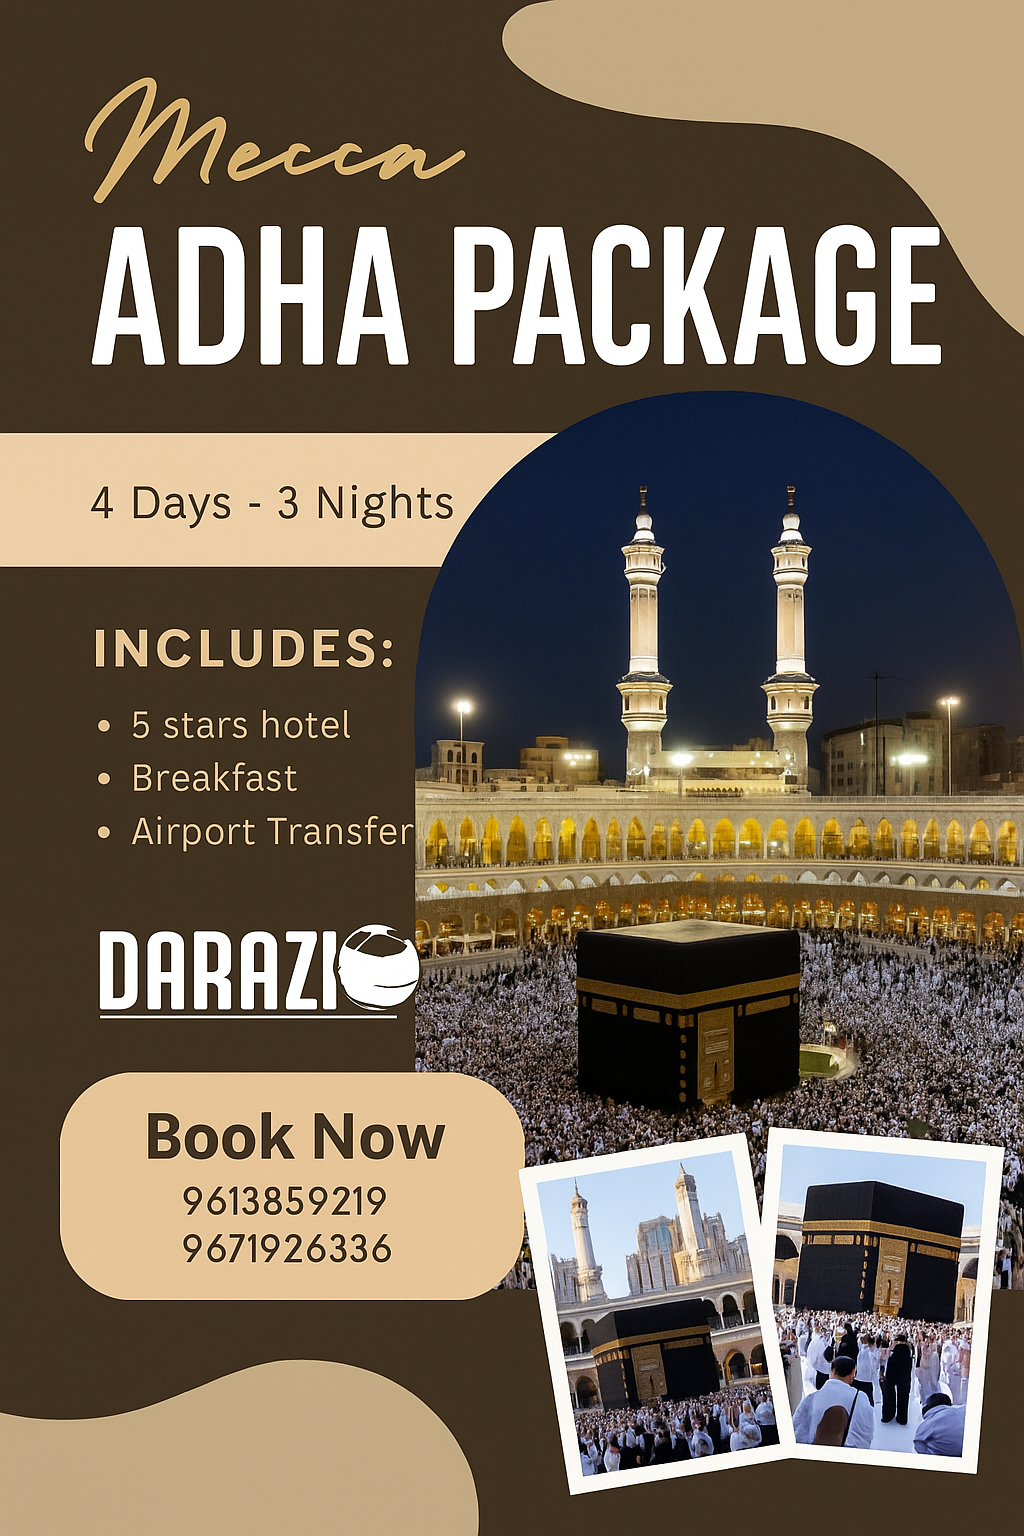 Mecca
ADHA PACKAGE
4 Days - 3 Nights
INCLUDES:
• 5 stars hotel
• Breakfast
• Airport Transfer
DARAZI
Book Now
9613859219
9671926336